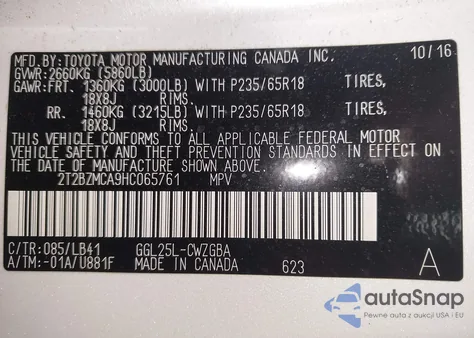 MFD. BY: TOYOTA MOTOR MANUFACTURING CANADA INC. 10/16
GVWR: 2660KG (5860LB)
GAWR: FRT. 1360KG (3000LB) WITH P235/65R18 TIRES,
18X8J RIMS.
RR. 1460KG (3215LB) WITH P235/65R18 TIRES,
18X8J RIMS.
THIS VEHICLE CONFORMS TO ALL APPLICABLE FEDERAL MOTOR
VEHICLE SAFETY AND THEFT PREVENTION STANDARDS IN EFFECT ON
THE DATE OF MANUFACTURE SHOWN ABOVE.
2T2BZMCA9HC065761 MPV
C/TR: 085/LB41 GGL25L-CWZGBA
A/TM: -01A/U881F MADE IN CANADA 623 A
autoSnap
Pewne auta z aukcji USA i EU